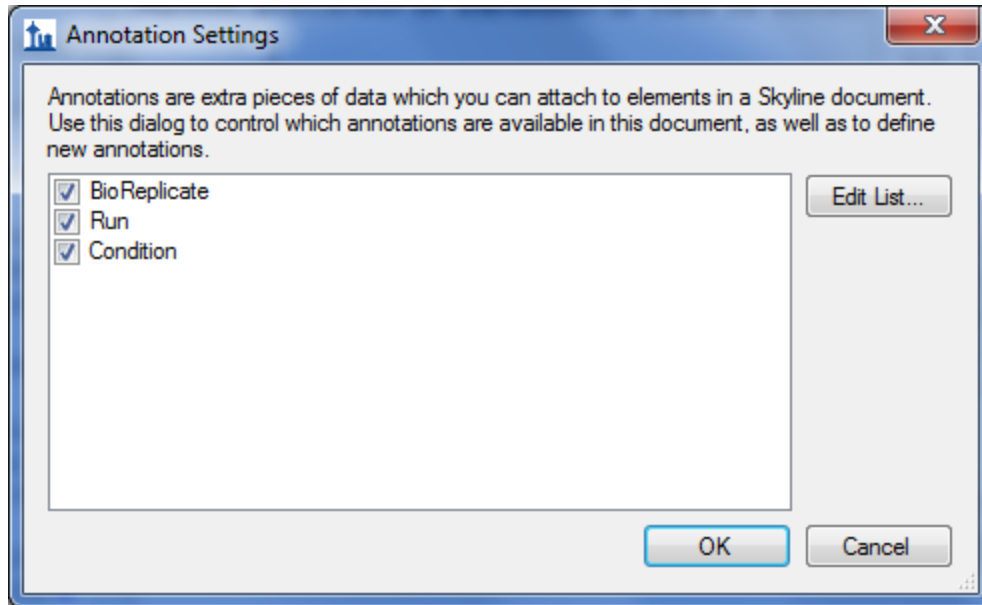 Annotation Settings
Annotations are extra pieces of data which you can attach to elements in a Skyline document.
Use this dialog to control which annotations are available in this document, as well as to define
new annotations.
BioReplicate
Edit List...
Run
Condition
OK
Cancel